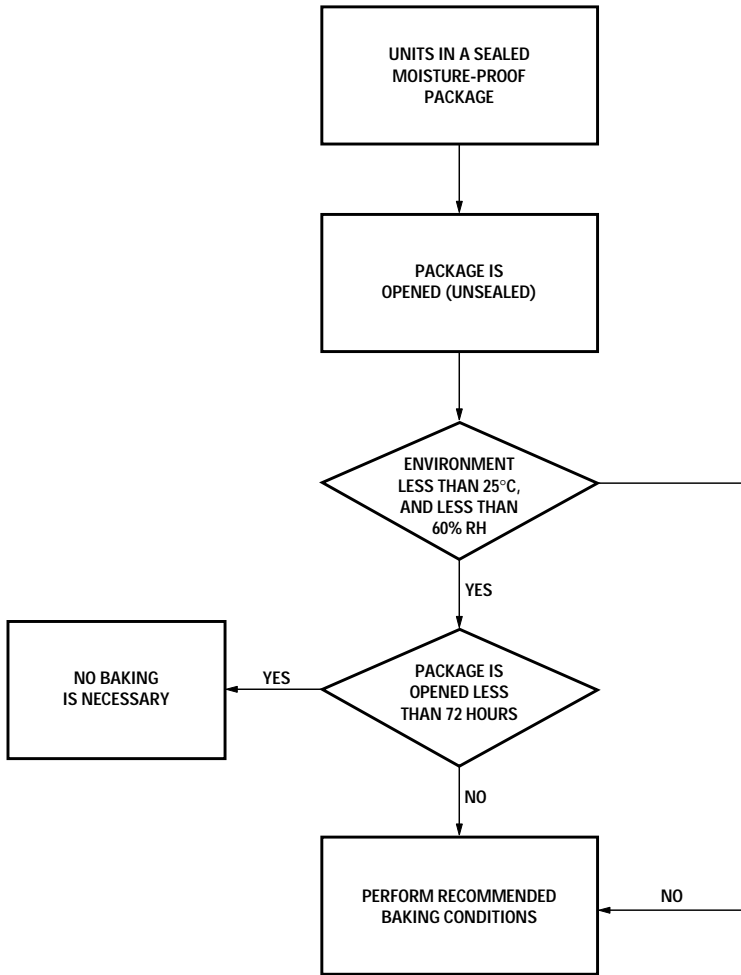 UNITS IN A SEALED
MOISTURE-PROOF
PACKAGE
PACKAGE IS
OPENED (UNSEALED)
ENVIRONMENT
LESS THAN 25°C,
AND LESS THAN
60% RH
YES
NO BAKING
IS NECESSARY
YES
PACKAGE IS
OPENED LESS
THAN 72 HOURS
NO
PERFORM RECOMMENDED
BAKING CONDITIONS
NO